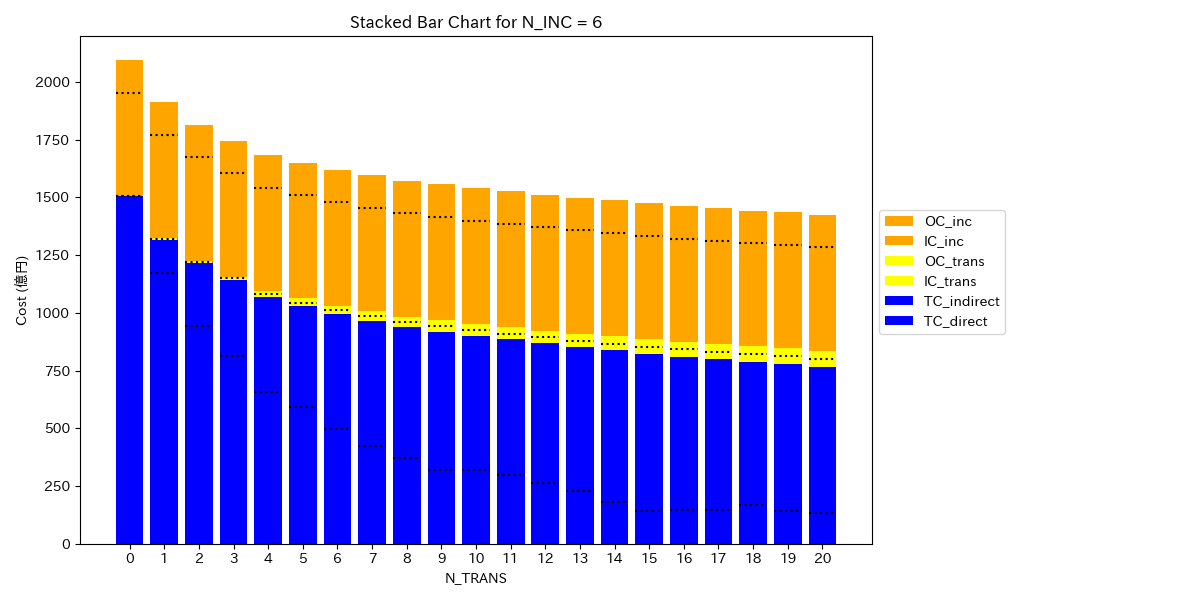 Stacked Bar Chart for N_INC = 6
Cost (億円)
2000
1750
1500
1250
1000
750
500
250
0
0 1 2 3 4 5 6 7 8 9 10 11 12 13 14 15 16 17 18 19 20
N_TRANS
OC_inc
IC_inc
OC_trans
IC_trans
TC_indirect
TC_direct